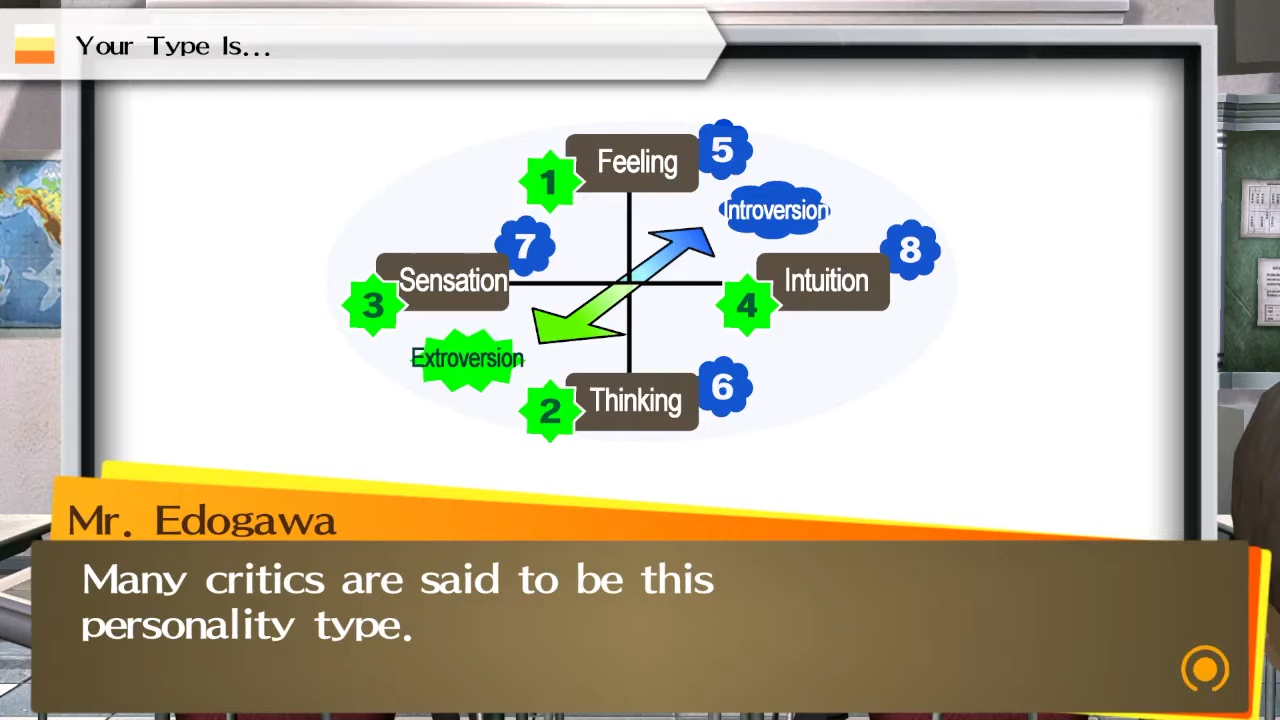 Your Type Is...
Feeling
5
1
Introversion
7
8
Sensation
Intuition
3
4
Extroversion
6
Thinking
2
Mr. Edogawa
Many critics are said to be this
personality type.